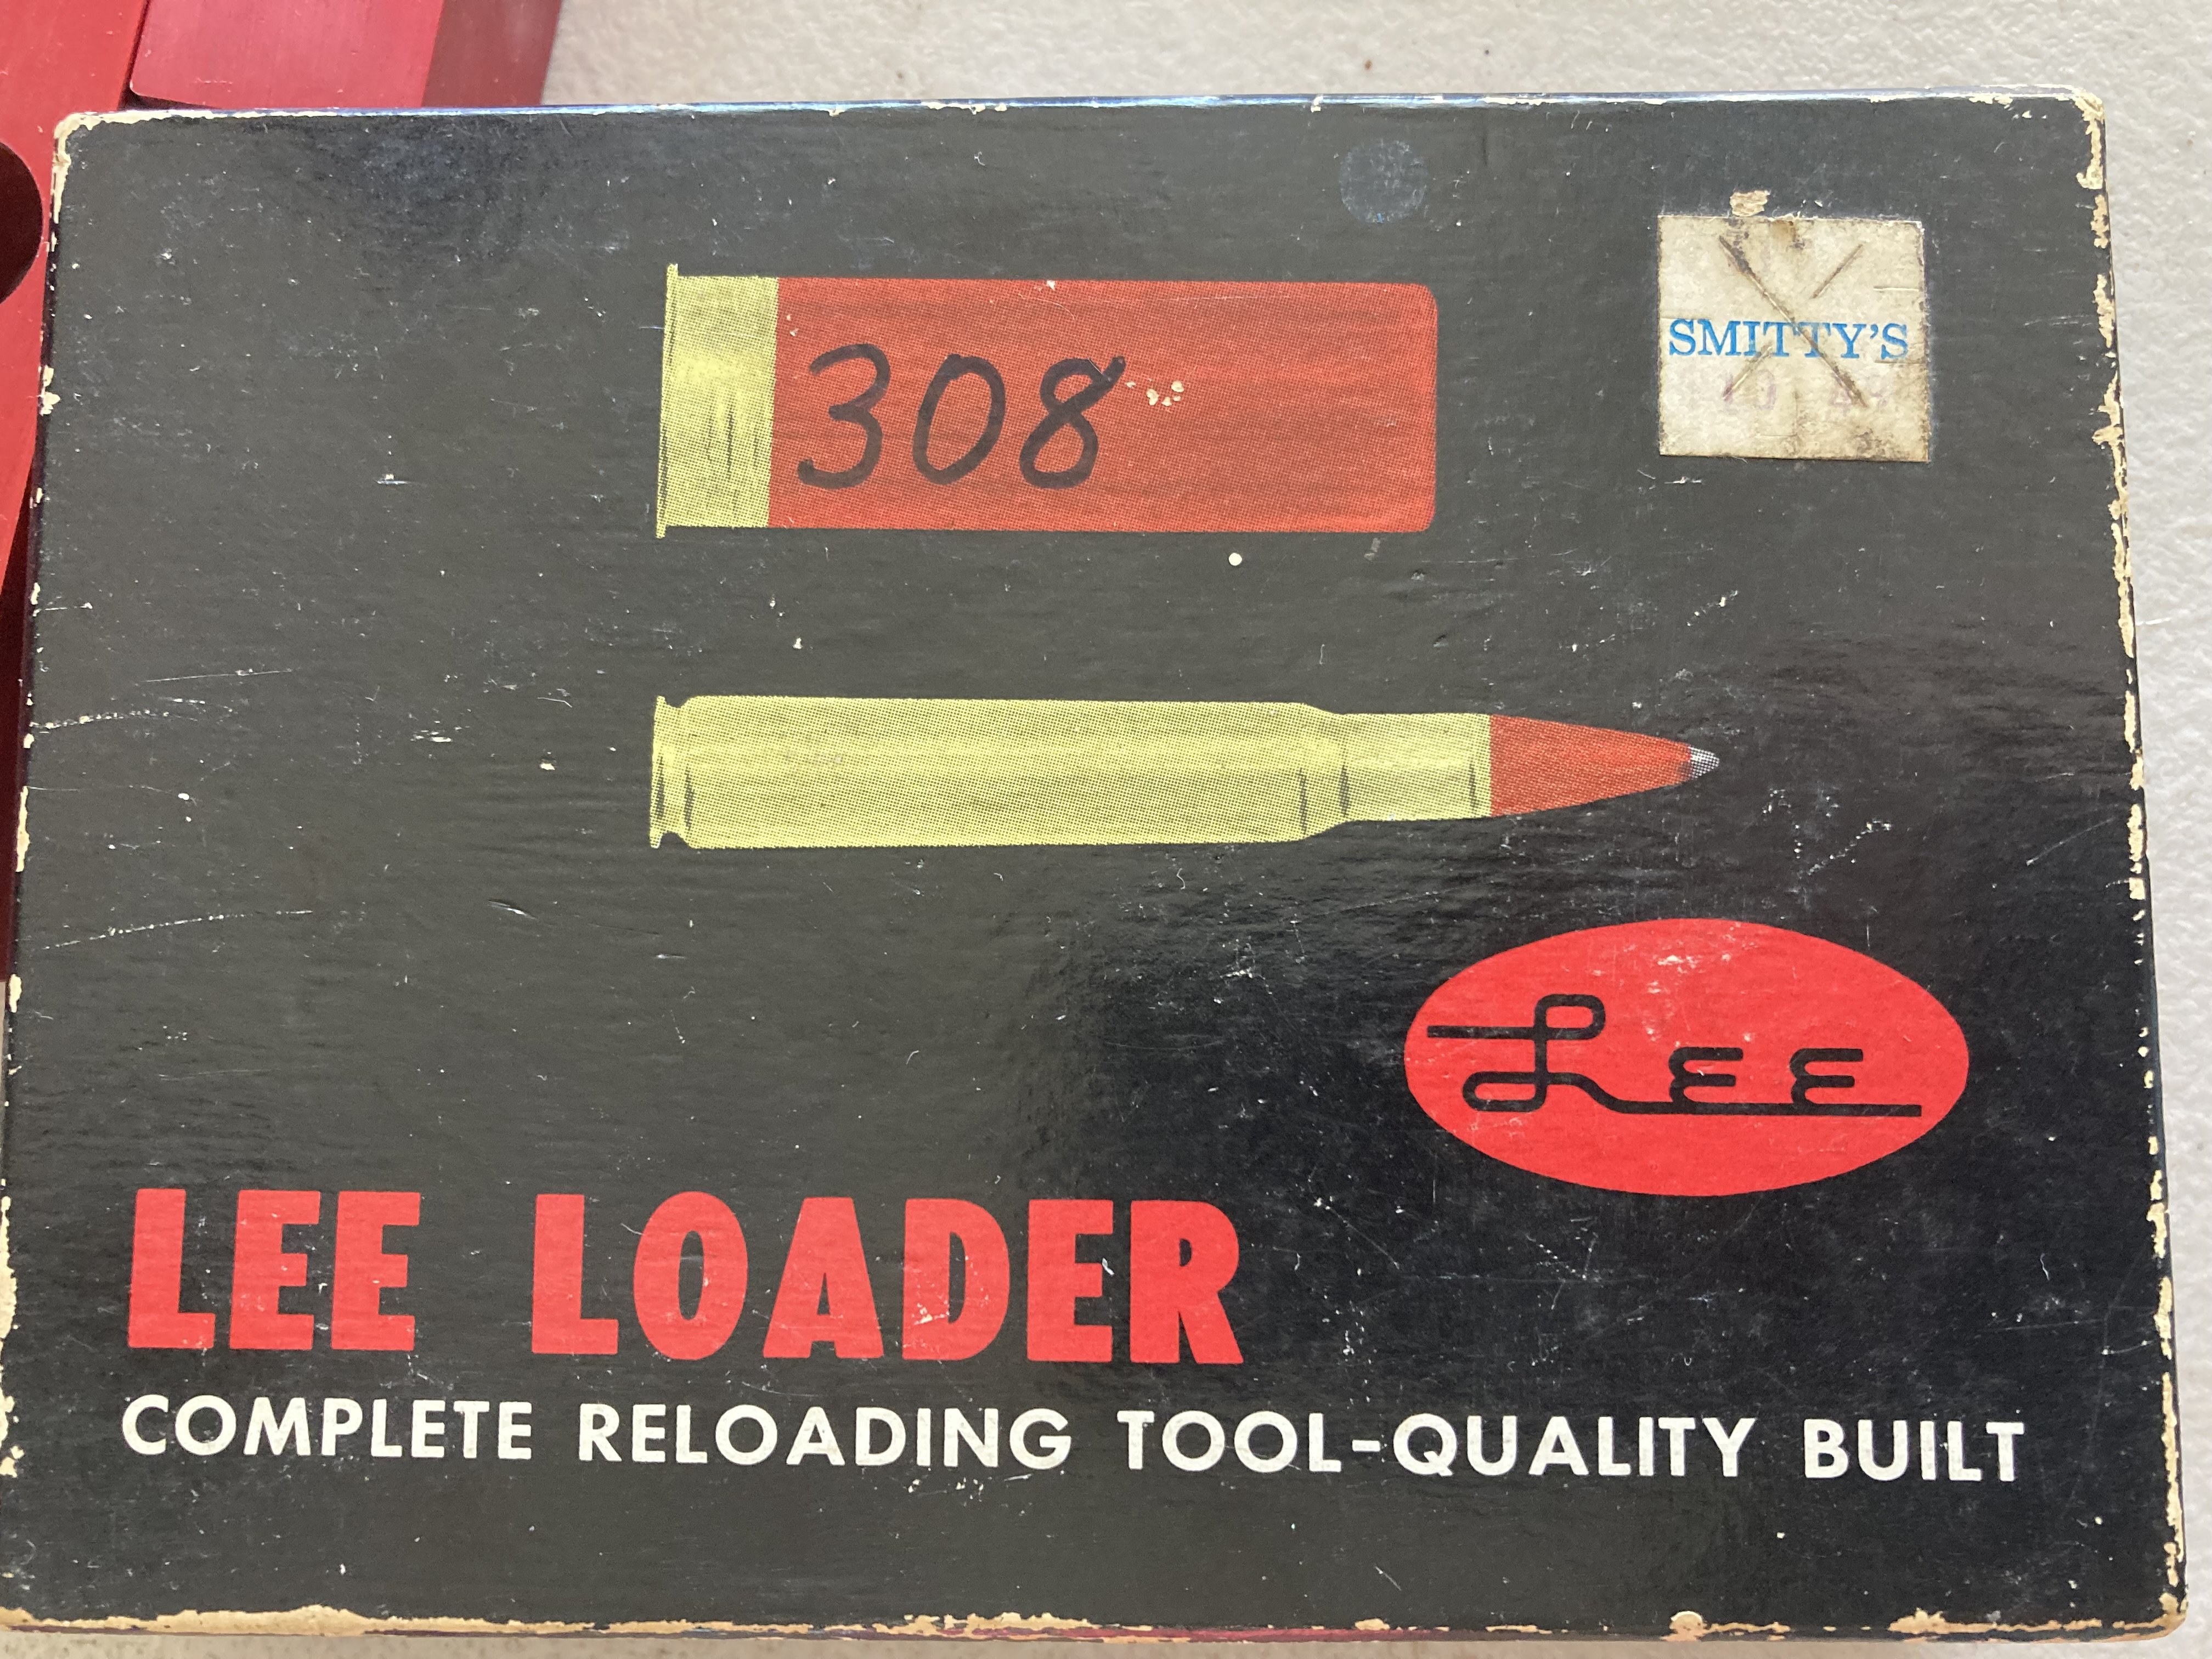 308
SMITTY'S
Lee
LEE LOADER
COMPLETE RELOADING TOOL-QUALITY BUILT